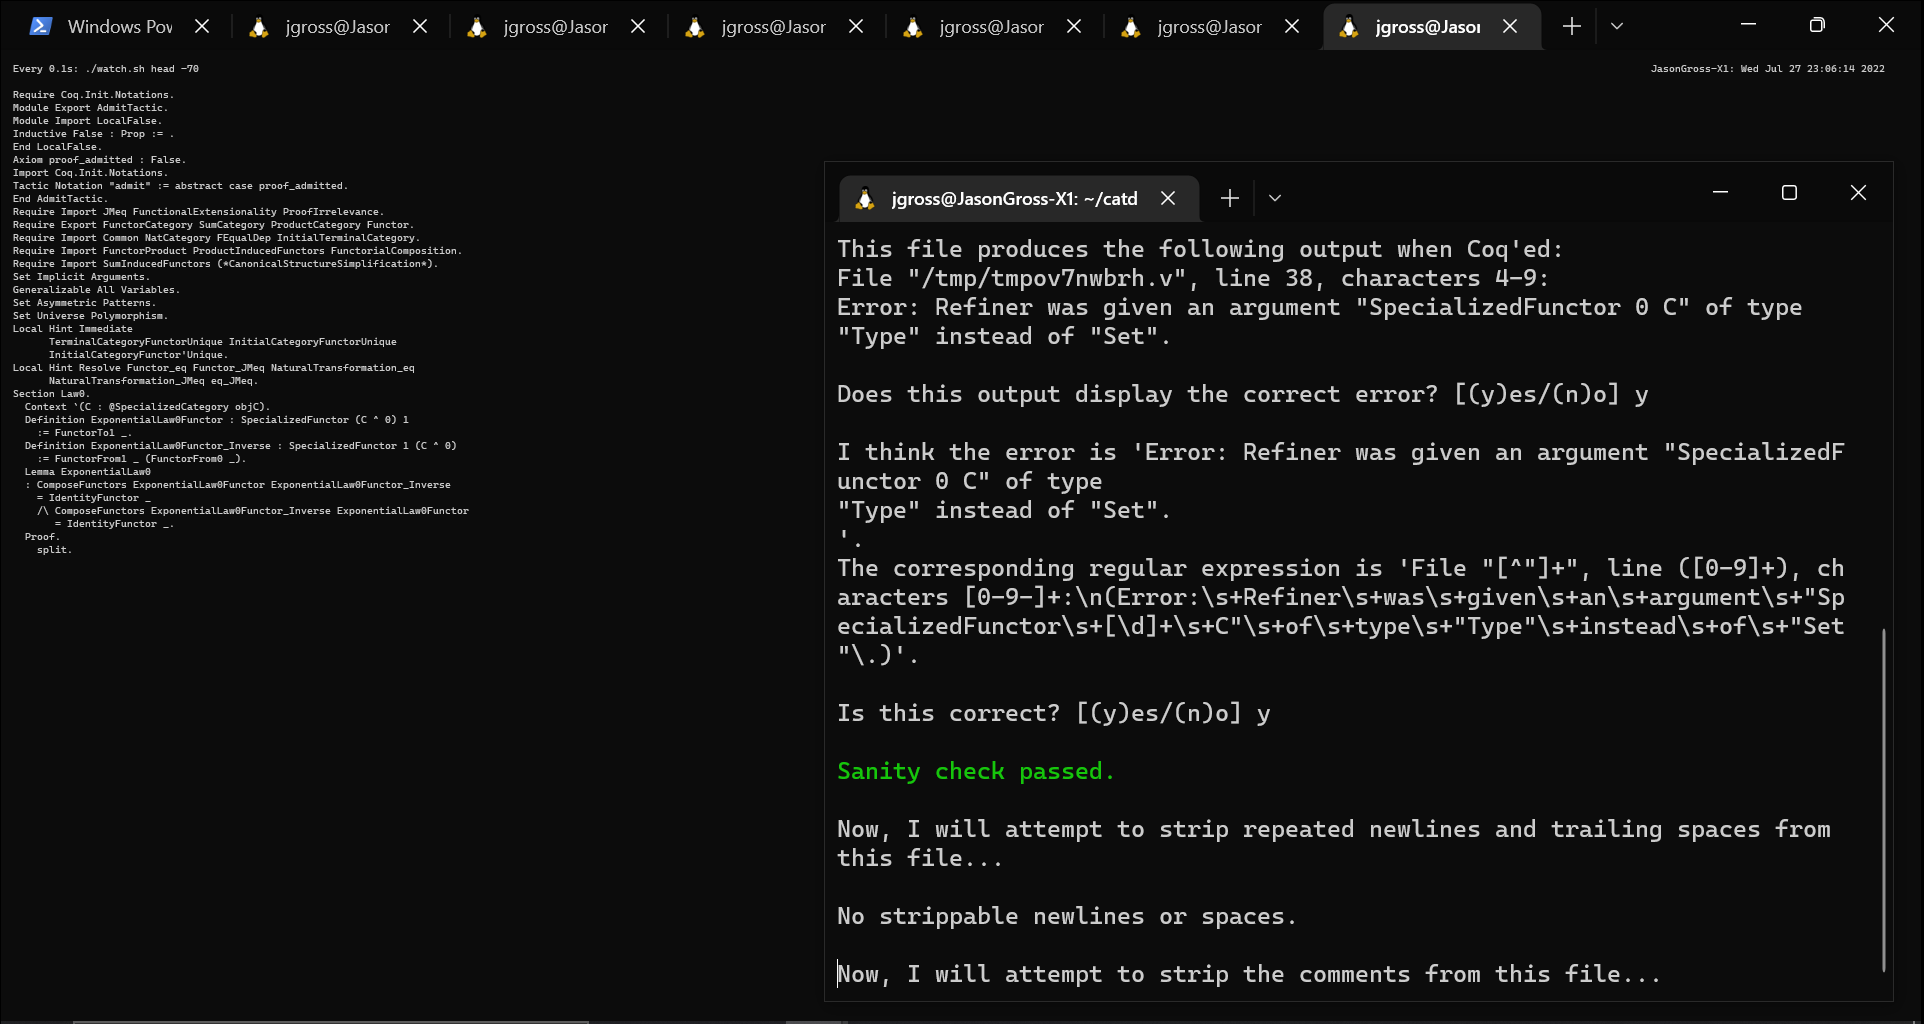 Windows Pov
jgross@Jasor
jgross@Jasor
jgross@Jasor
jgross@Jasor
jgross@Jasor
jgross@Jasor
Every 0.1s: ./watch.sh head -70
JasonGross-X1: Wed Jul 27 23:06:14 2022
Require Coq.Init.Notations.
Module Export AdmitTactic.
Module Import LocalFalse.
Inductive False : Prop := .
End LocalFalse.
Axiom proof_admitted : False.
Import Coq.Init.Notations.
Tactic Notation "admit" := abstract case proof_admitted.
End AdmitTactic.
Require Import JMeq FunctionalExtensionality ProofIrrelevance.
Require Export FunctorCategory SumCategory ProductCategory Functor.
Require Import Common NatCategory FEqualDep InitialTerminalCategory.
Require Import FunctorProduct ProductInducedFunctors FunctorialComposition.
Require Import SumInducedFunctors (*CanonicalStructureSimplification*).
Set Implicit Arguments.
Generalizable All Variables.
Set Asymmetric Patterns.
Set Universe Polymorphism.
Local Hint Immediate
      TerminalCategoryFunctorUnique InitialCategoryFunctorUnique
      InitialCategoryFunctor'Unique.
Local Hint Resolve Functor_eq Functor_JMeq NaturalTransformation_eq
      NaturalTransformation_JMeq eq_JMeq.
Section Law0.
  Context `(C : @SpecializedCategory objC).
  Definition ExponentialLaw0Functor : SpecializedFunctor (C ^ 0) 1
    := FunctorTo1 _.
  Definition ExponentialLaw0Functor_Inverse : SpecializedFunctor 1 (C ^ 0)
    := FunctorFrom1 _ (FunctorFrom0 _).
  Lemma ExponentialLaw0
  : ComposeFunctors ExponentialLaw0Functor ExponentialLaw0Functor_Inverse
    = IdentityFunctor _
    /\ ComposeFunctors ExponentialLaw0Functor_Inverse ExponentialLaw0Functor
       = IdentityFunctor _.
  Proof.
    split.
jgross@JasonGross-X1: ~/catd
This file produces the following output when Coq'ed:
File "/tmp/tmpov7nwbrh.v", line 38, characters 4-9:
Error: Refiner was given an argument "SpecializedFunctor 0 C" of type
"Type" instead of "Set".
Does this output display the correct error? [(y)es/(n)o] y
I think the error is 'Error: Refiner was given an argument "SpecializedF
unctor 0 C" of type
"Type" instead of "Set".
'.
The corresponding regular expression is 'File "[^"]+", line ([0-9]+), ch
aracters [0-9-]+:\n(Error:\s+Refiner\s+was\s+given\s+an\s+argument\s+"Sp
ecializedFunctor\s+[\d]+\s+C"\s+of\s+type\s+"Type"\s+instead\s+of\s+"Set
"\.)'.
Is this correct? [(y)es/(n)o] y
Sanity check passed.
Now, I will attempt to strip repeated newlines and trailing spaces from
this file...
No strippable newlines or spaces.
Now, I will attempt to strip the comments from this file...